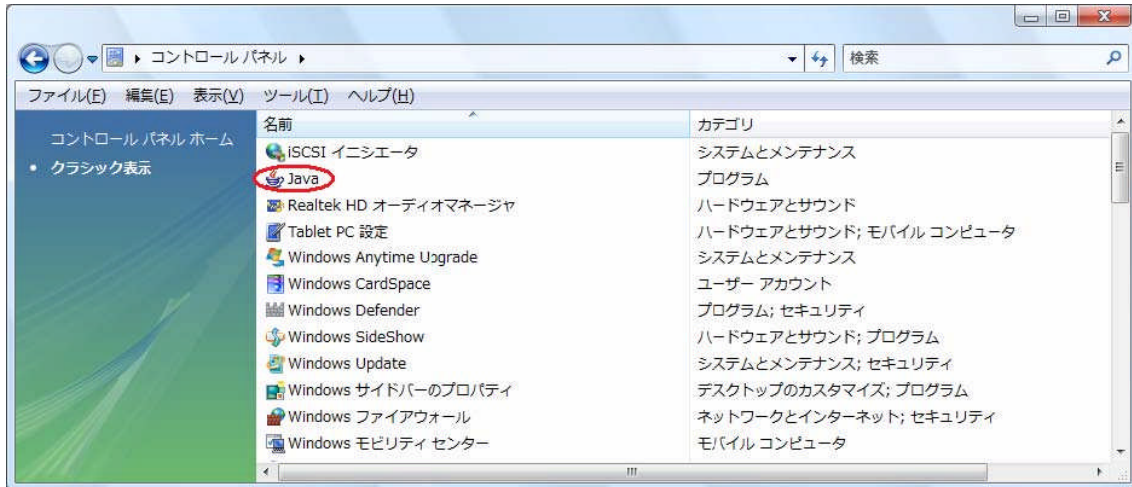 コントロール パネル
検索
ファイル(F) 編集(E) 表示(V) ツール(T) ヘルプ(H)
コントロール パネル ホーム
クラシック表示
名前 カテゴリ
iSCSI イニシエータ システムとメンテナンス
Java プログラム
Realtek HD オーディオマネージャ ハードウェアとサウンド
Tablet PC 設定 ハードウェアとサウンド; モバイル コンピュータ
Windows Anytime Upgrade システムとメンテナンス
Windows CardSpace ユーザー アカウント
Windows Defender プログラム; セキュリティ
Windows SideShow ハードウェアとサウンド; プログラム
Windows Update システムとメンテナンス; セキュリティ
Windows サイドバーのプロパティ デスクトップのカスタマイズ; プログラム
Windows ファイアウォール ネットワークとインターネット; セキュリティ
Windows モビリティ センター モバイル コンピュータ